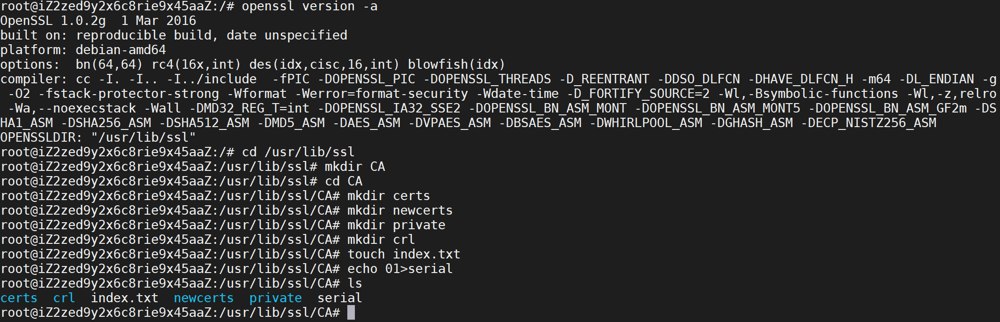 root@iZ2zed9y2x6c8rie9x45aaZ:/# openssl version -a
OpenSSL 1.0.2g  1 Mar 2016
built on: reproducible build, date unspecified
platform: debian-amd64
options:  bn(64,64) rc4(16x,int) des(idx,cisc,16,int) blowfish(idx)
compiler: cc -I. -I.. -I../include  -fPIC -DOPENSSL_PIC -DOPENSSL_THREADS -D_REENTRANT -DDSO_DLFCN -DHAVE_DLFCN_H -m64 -DL_ENDIAN -g
 -O2 -fstack-protector-strong -Wformat -Werror=format-security -Wdate-time -D_FORTIFY_SOURCE=2 -Wl,-Bsymbolic-functions -Wl,-z,relro
 -Wa,--noexecstack -Wall -DMD32_REG_T=int -DOPENSSL_IA32_SSE2 -DOPENSSL_BN_ASM_MONT -DOPENSSL_BN_ASM_MONT5 -DOPENSSL_BN_ASM_GF2m -DS
HA1_ASM -DSHA256_ASM -DSHA512_ASM -DMD5_ASM -DAES_ASM -DVPAES_ASM -DBSAES_ASM -DWHIRLPOOL_ASM -DGHASH_ASM -DECP_NISTZ256_ASM
OPENSSLDIR: "/usr/lib/ssl"
root@iZ2zed9y2x6c8rie9x45aaZ:/# cd /usr/lib/ssl
root@iZ2zed9y2x6c8rie9x45aaZ:/usr/lib/ssl# mkdir CA
root@iZ2zed9y2x6c8rie9x45aaZ:/usr/lib/ssl# cd CA
root@iZ2zed9y2x6c8rie9x45aaZ:/usr/lib/ssl/CA# mkdir certs
root@iZ2zed9y2x6c8rie9x45aaZ:/usr/lib/ssl/CA# mkdir newcerts
root@iZ2zed9y2x6c8rie9x45aaZ:/usr/lib/ssl/CA# mkdir private
root@iZ2zed9y2x6c8rie9x45aaZ:/usr/lib/ssl/CA# mkdir crl
root@iZ2zed9y2x6c8rie9x45aaZ:/usr/lib/ssl/CA# touch index.txt
root@iZ2zed9y2x6c8rie9x45aaZ:/usr/lib/ssl/CA# echo 01>serial
root@iZ2zed9y2x6c8rie9x45aaZ:/usr/lib/ssl/CA# ls
certs  crl  index.txt  newcerts  private  serial
root@iZ2zed9y2x6c8rie9x45aaZ:/usr/lib/ssl/CA#